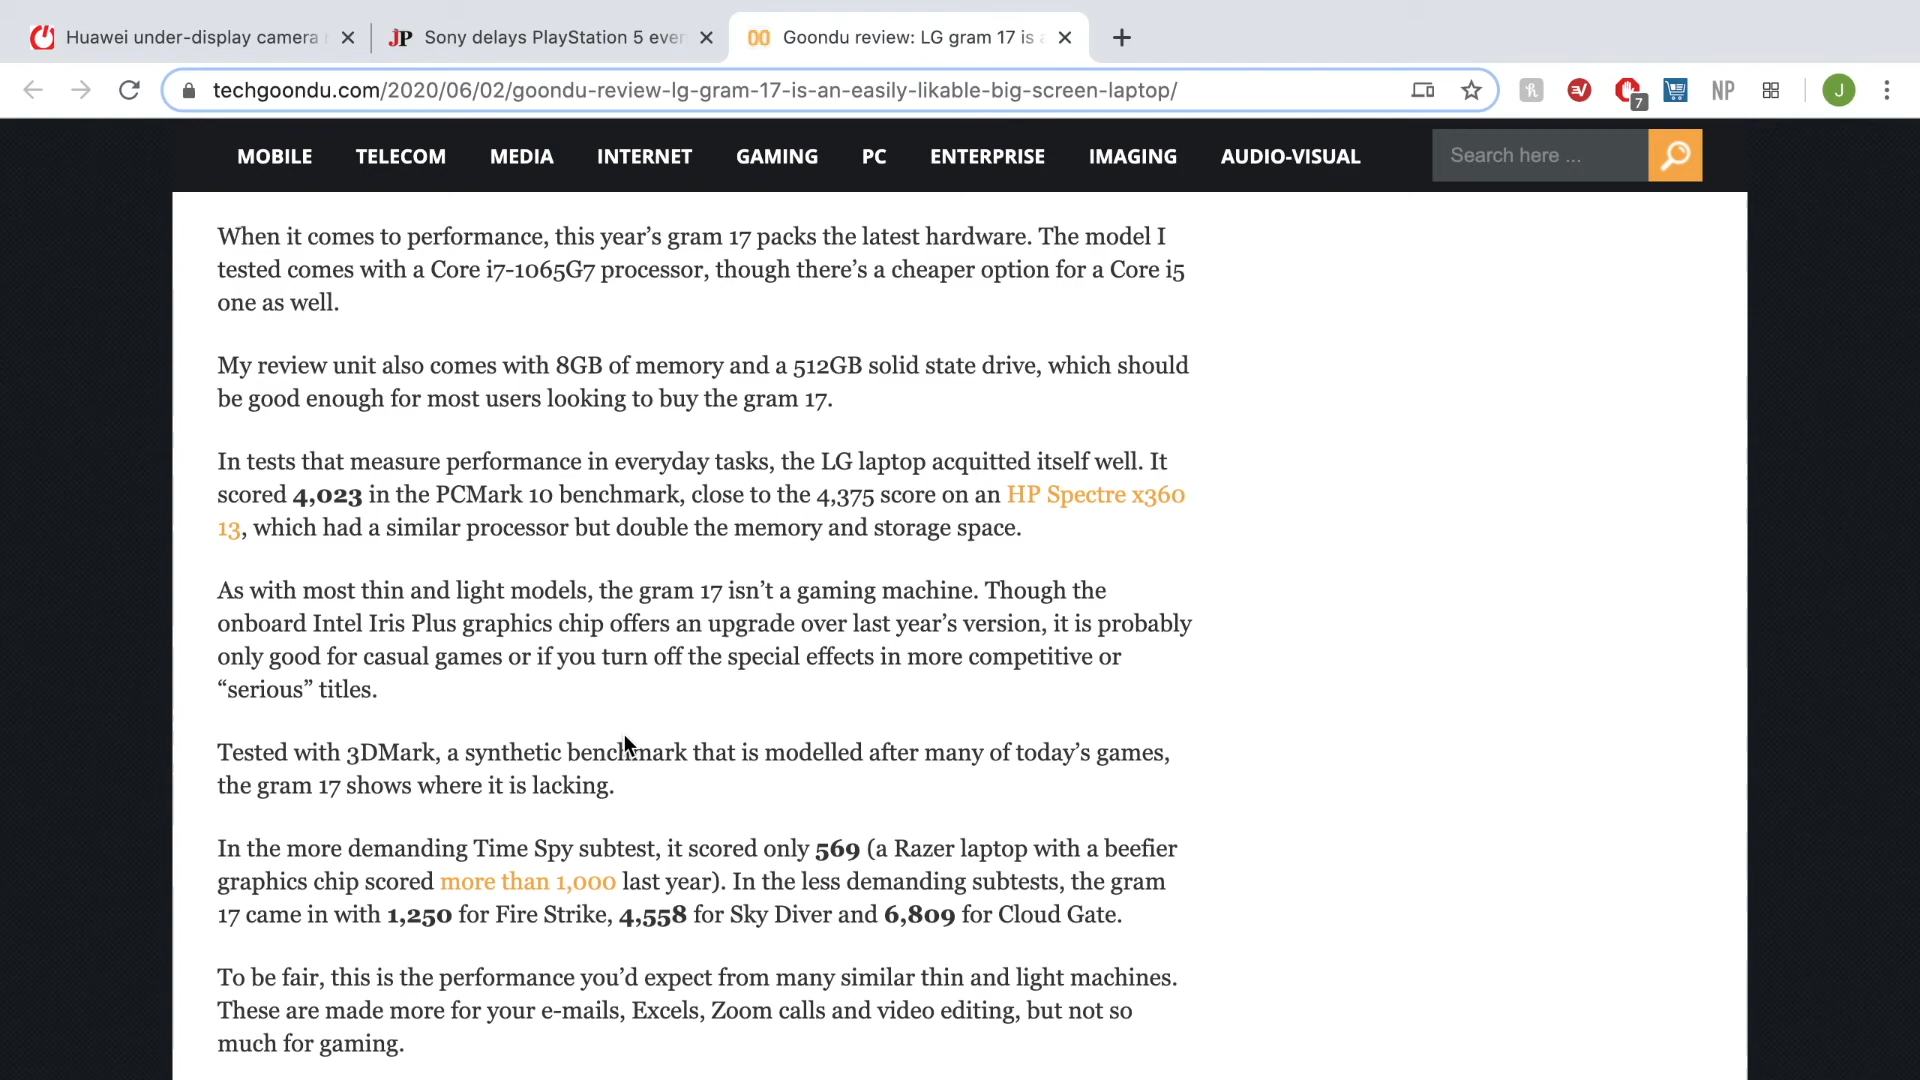 Huawei under-display camera
Sony delays PlayStation 5 ever
Goondu review: LG gram 17 is
techgoondu.com/2020/06/02/goondu-review-lg-gram-17-is-an-easily-likable-big-screen-laptop/
7
NP
J
MOBILE TELECOM MEDIA INTERNET GAMING PC ENTERPRISE IMAGING AUDIO-VISUAL
Search here ...
When it comes to performance, this year’s gram 17 packs the latest hardware. The model I
tested comes with a Core i7-1065G7 processor, though there’s a cheaper option for a Core i5
one as well.
My review unit also comes with 8GB of memory and a 512GB solid state drive, which should
be good enough for most users looking to buy the gram 17.
In tests that measure performance in everyday tasks, the LG laptop acquitted itself well. It
scored 4,023 in the PCMark 10 benchmark, close to the 4,375 score on an HP Spectre x360
13, which had a similar processor but double the memory and storage space.
As with most thin and light models, the gram 17 isn’t a gaming machine. Though the
onboard Intel Iris Plus graphics chip offers an upgrade over last year’s version, it is probably
only good for casual games or if you turn off the special effects in more competitive or
“serious” titles.
Tested with 3DMark, a synthetic benchmark that is modelled after many of today’s games,
the gram 17 shows where it is lacking.
In the more demanding Time Spy subtest, it scored only 569 (a Razer laptop with a beefier
graphics chip scored more than 1,000 last year). In the less demanding subtests, the gram
17 came in with 1,250 for Fire Strike, 4,558 for Sky Diver and 6,809 for Cloud Gate.
To be fair, this is the performance you’d expect from many similar thin and light machines.
These are made more for your e-mails, Excels, Zoom calls and video editing, but not so
much for gaming.